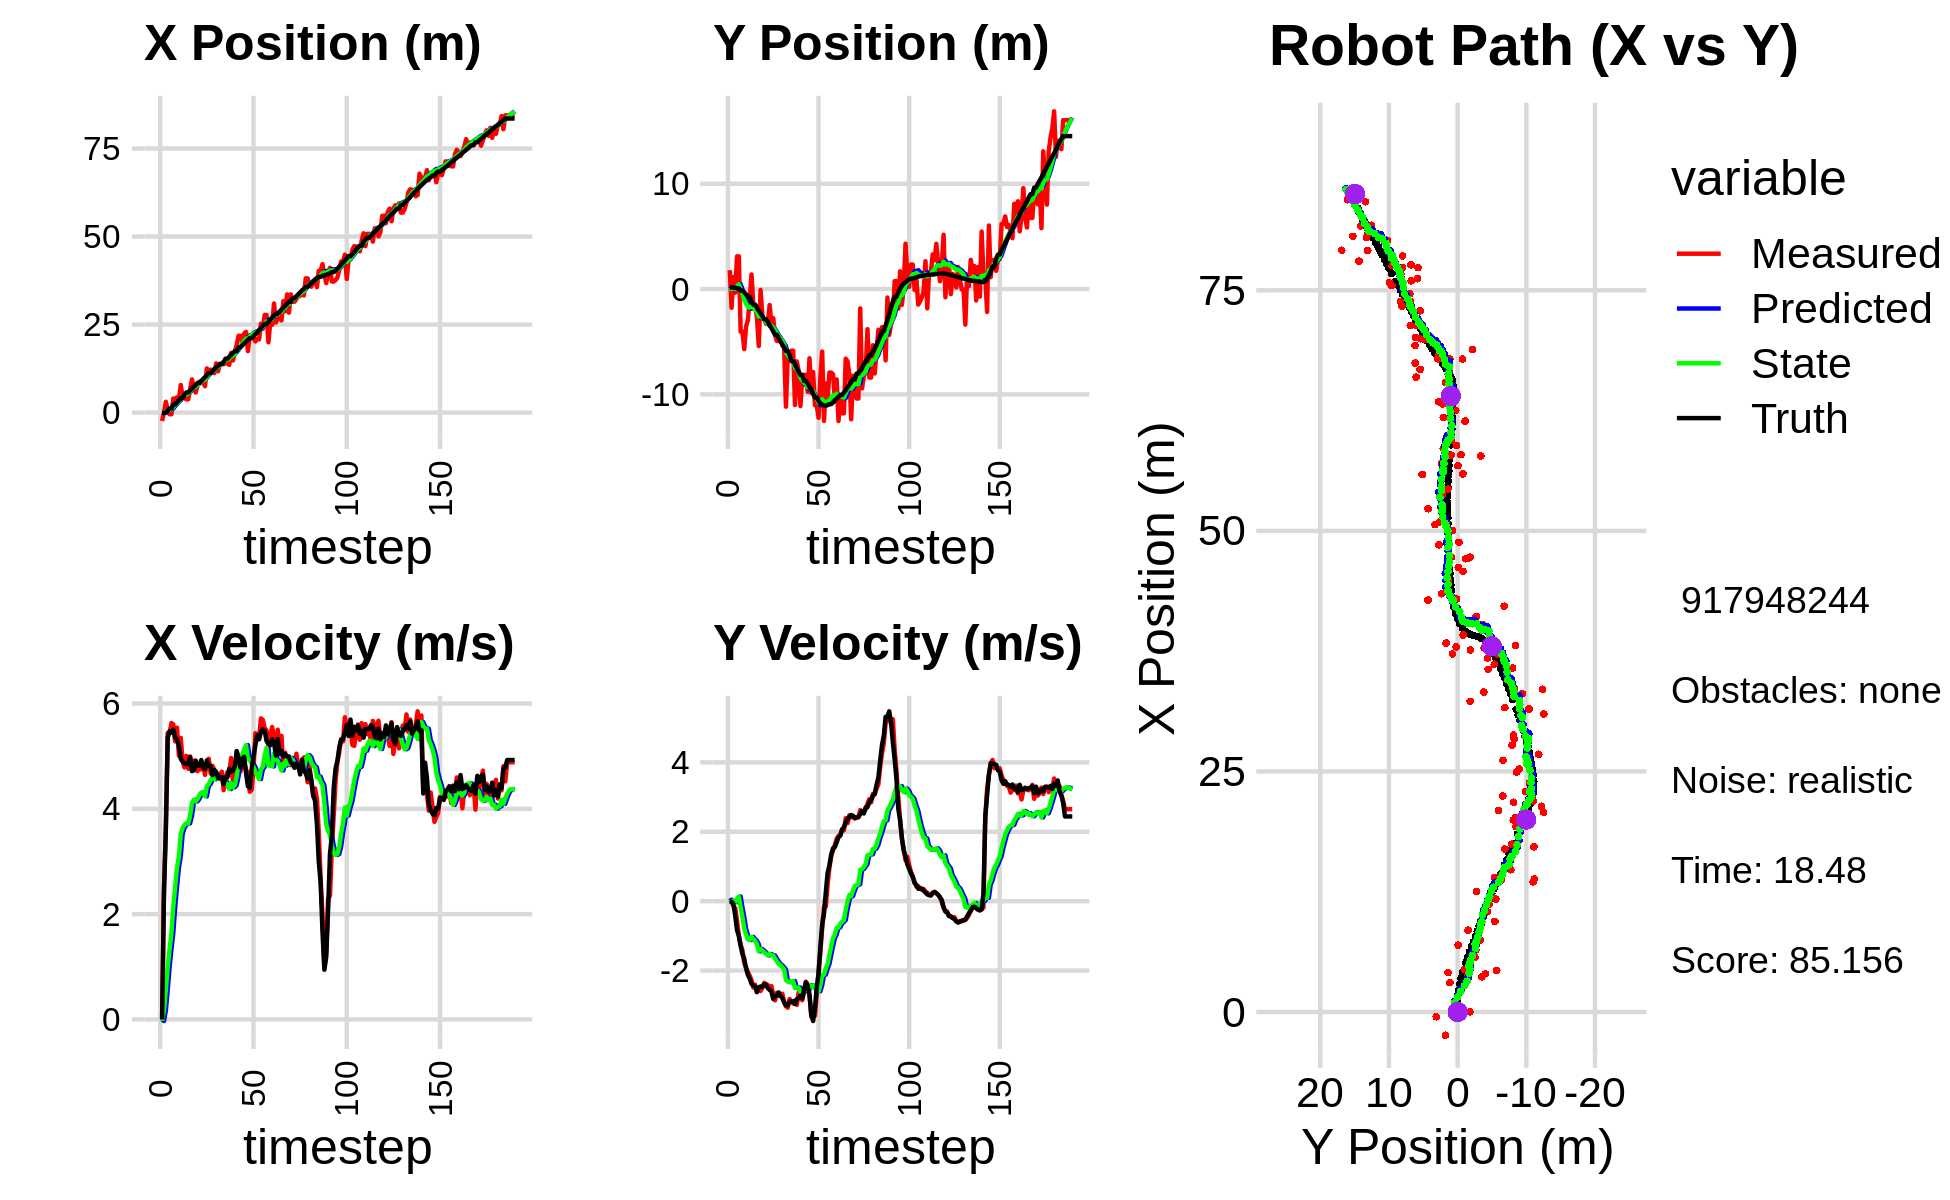 X Position (m)
75
50
25
0
0
50
100
150
timestep
Y Position (m)
10
0
-10
0
50
100
150
timestep
X Velocity (m/s)
6
4
2
0
0
50
100
150
timestep
Y Velocity (m/s)
4
2
0
-2
0
50
100
150
timestep
Robot Path (X vs Y)
X Position (m)
75
50
25
0
20 10 0 -10 -20
Y Position (m)
variable
Measured
Predicted
State
Truth
917948244
Obstacles: none
Noise: realistic
Time: 18.48
Score: 85.156